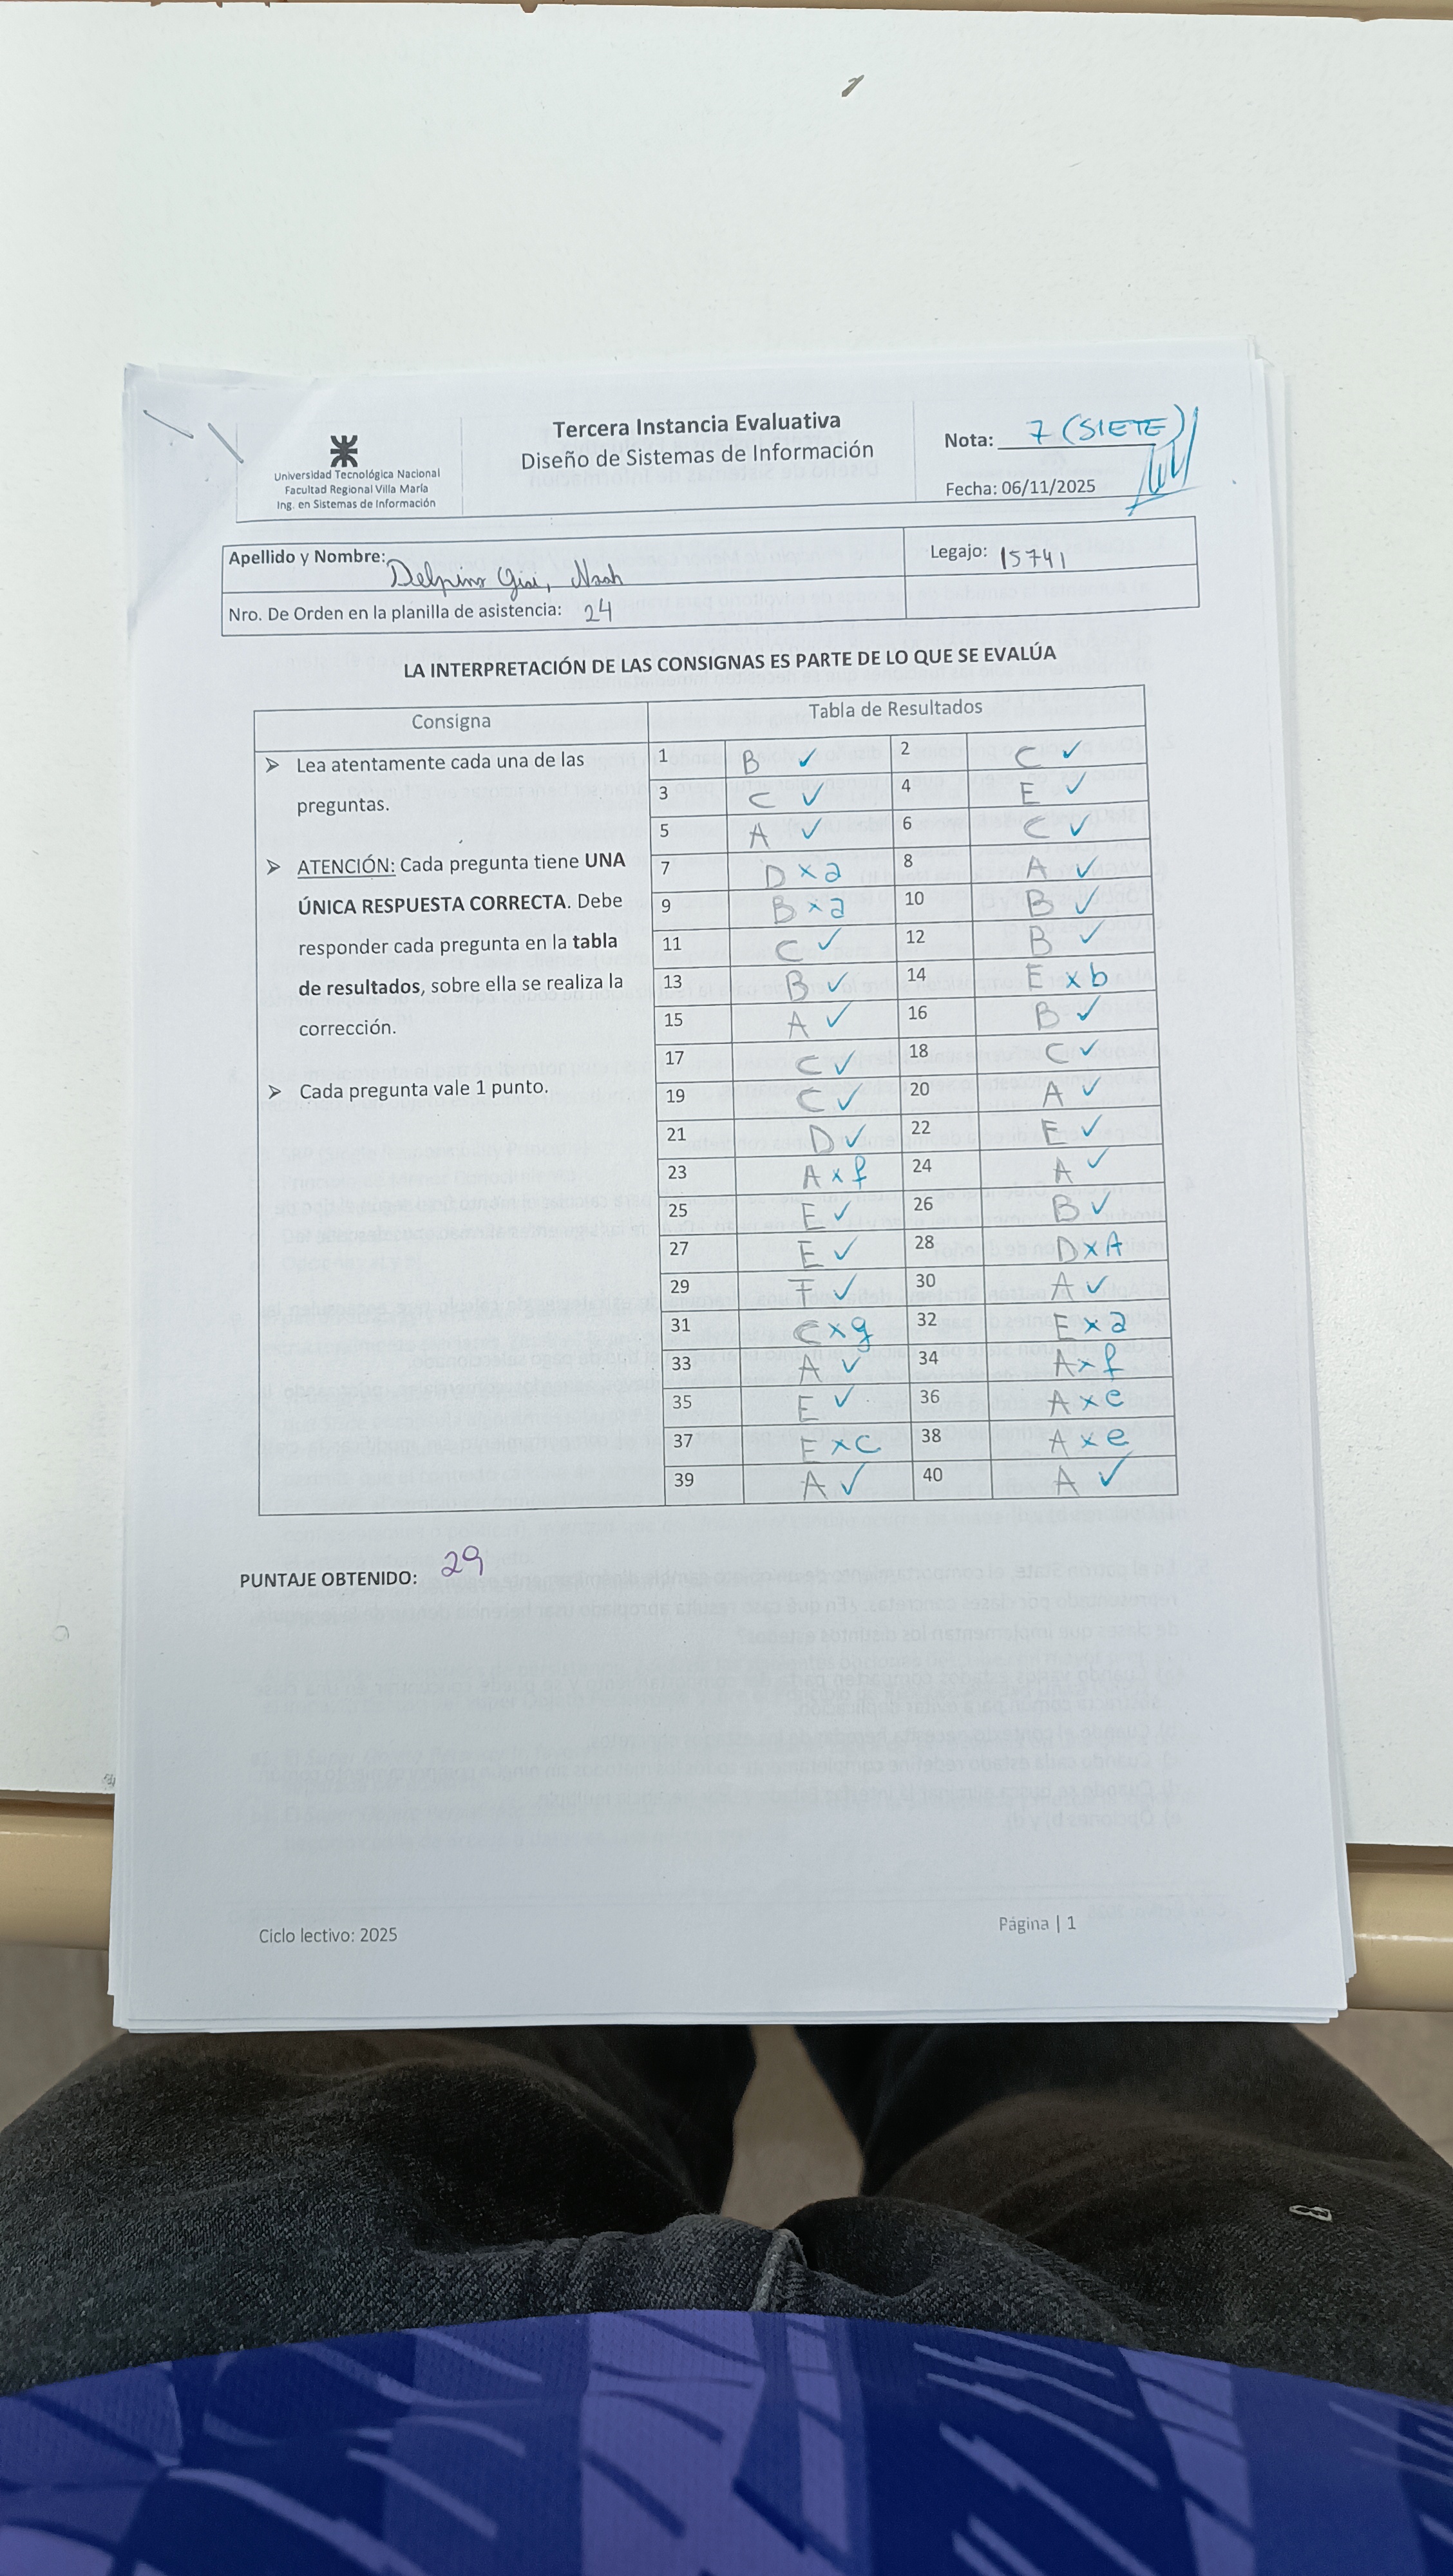 Universidad Tecnológica Nacional
Facultad Regional Villa María
Ing. en Sistemas de Información
Tercera Instancia Evaluativa
Diseño de Sistemas de Información
Nota: 7 (SIETE)
Fecha: 06/11/2025
Apellido y Nombre: Delpino Gisi, Noah
Legajo: 15741
Nro. De Orden en la planilla de asistencia: 24
LA INTERPRETACIÓN DE LAS CONSIGNAS ES PARTE DE LO QUE SE EVALÚA
Consigna
➢ Lea atentamente cada una de las
preguntas.
➢ ATENCIÓN: Cada pregunta tiene UNA
ÚNICA RESPUESTA CORRECTA. Debe
responder cada pregunta en la tabla
de resultados, sobre ella se realiza la
corrección.
➢ Cada pregunta vale 1 punto.
Tabla de Resultados
1 B ✓ 2 C ✓
3 C ✓ 4 E ✓
5 A ✓ 6 C ✓
7 D x a 8 A ✓
9 B x a 10 B ✓
11 C ✓ 12 B ✓
13 B ✓ 14 E x b
15 A ✓ 16 B ✓
17 C ✓ 18 C ✓
19 C ✓ 20 A ✓
21 D ✓ 22 E ✓
23 A x f 24 A ✓
25 E ✓ 26 B ✓
27 E ✓ 28 D x A
29 F ✓ 30 A ✓
31 C x g 32 E x a
33 A ✓ 34 A x f
35 E ✓ 36 A x e
37 E x C 38 A x e
39 A ✓ 40 A ✓
PUNTAJE OBTENIDO: 29
Ciclo lectivo: 2025
Página | 1